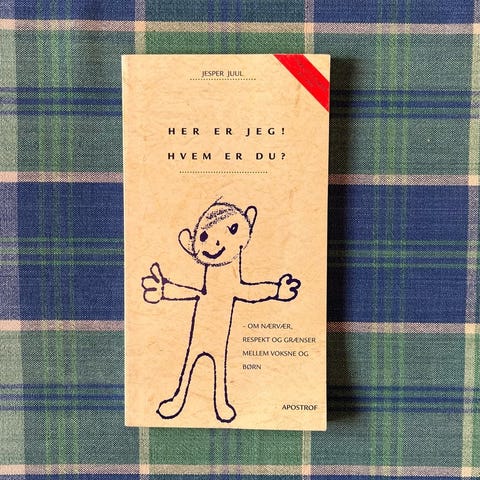 JESPER JUUL
HER ER JEG!
HVEM ER DU?
- OM NÆRVÆR,
RESPEKT OG GRÆNSER
MELLEM VOKSNE OG
BØRN
APOSTROF